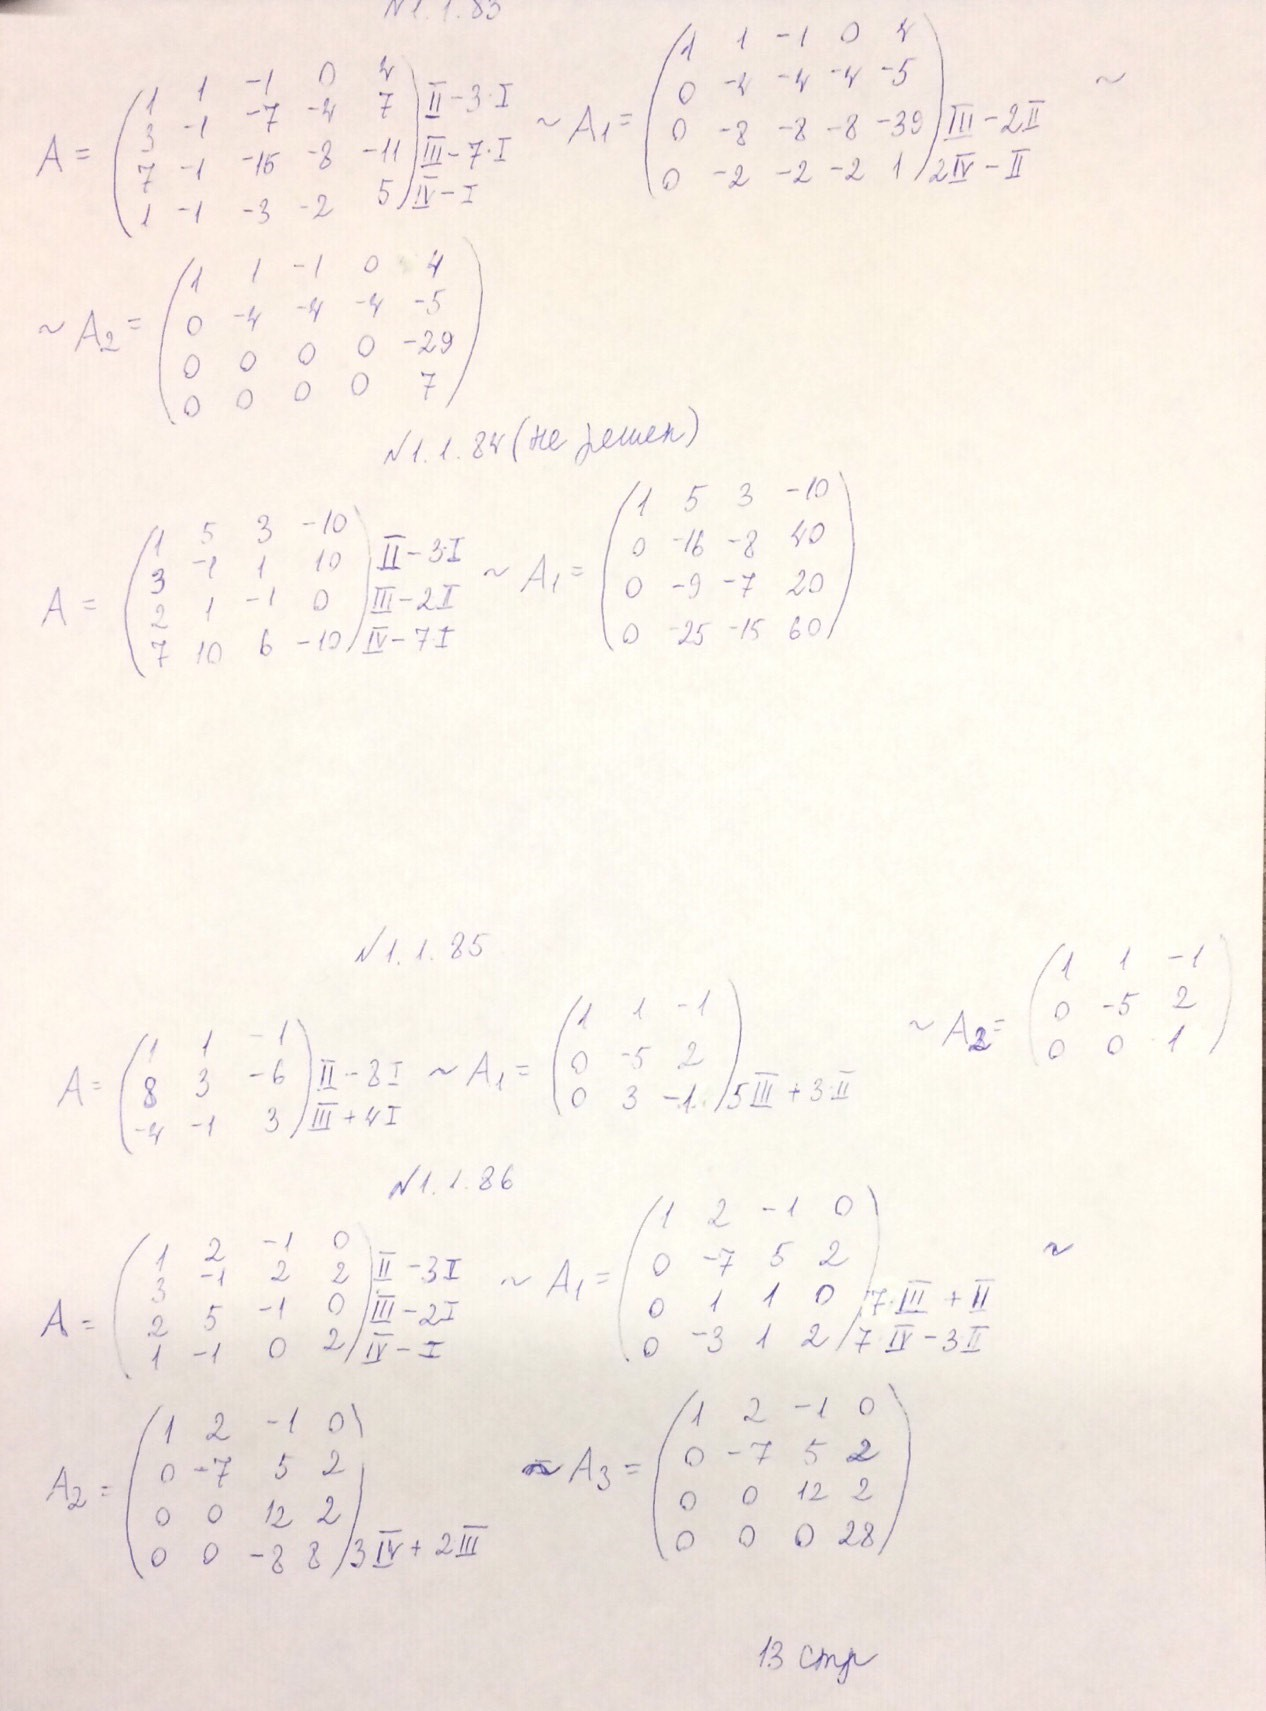 N1.1.83
A = ( 1 1 -1 0 4 ) ~ A1 = ( 1 1 -1 0 4 ) ~
3 -1 -7 -4 7 II - 3·I 0 -4 -4 -4 -5
7 -1 -15 -8 -11 III - 7·I 0 -8 -8 -8 -39 III - 2II
1 -1 -3 -2 5 IV - I 0 -2 -2 -2 1 2IV - II
~ A2 = ( 1 1 -1 0 4 )
0 -4 -4 -4 -5
0 0 0 0 -29
0 0 0 0 7
N1.1.84 (не решен)
A = ( 1 5 3 -10 ) ~ A1 = ( 1 5 3 -10 )
3 -1 1 10 II - 3·I 0 -16 -8 40
2 1 -1 0 III - 2I 0 -9 -7 20
7 10 6 -10 IV - 7I 0 -25 -15 60
N1.1.85
A = ( 1 1 -1 ) ~ A1 = ( 1 1 -1 ) ~ A2 = ( 1 1 -1 )
8 3 -6 II - 8I 0 -5 2 0 -5 2
-4 -1 3 III + 4I 0 3 -1 5III + 3·II 0 0 1
N1.1.86
A = ( 1 2 -1 0 ) ~ A1 = ( 1 2 -1 0 ) ~
3 -1 2 2 II - 3I 0 -7 5 2
2 5 -1 0 III - 2I 0 1 1 0 7·III + II
1 -1 0 2 IV - I 0 -3 1 2 7IV - 3II
A2 = ( 1 2 -1 0 ) ~ A3 = ( 1 2 -1 0 )
0 -7 5 2 0 -7 5 2
0 0 12 2 0 0 12 2
0 0 -8 8 3IV + 2III 0 0 0 28
13 стр